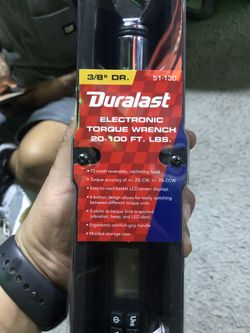 3/8" DR.
51-130
Duralast
ELECTRONIC
TORQUE WRENCH
20-100 FT. LBS.
• 72-tooth reversible, ratcheting head
• Torque accuracy of +/- 2% CW, +/- 3% CCW
• Easy-to-read backlit LCD screen displays
• 6 button design allows for easily switching
between different torque units
• 3 alerts as torque limit is reached
(vibration, beep, and LED alert)
• Ergonomic comfort grip handle
• Molded storage case